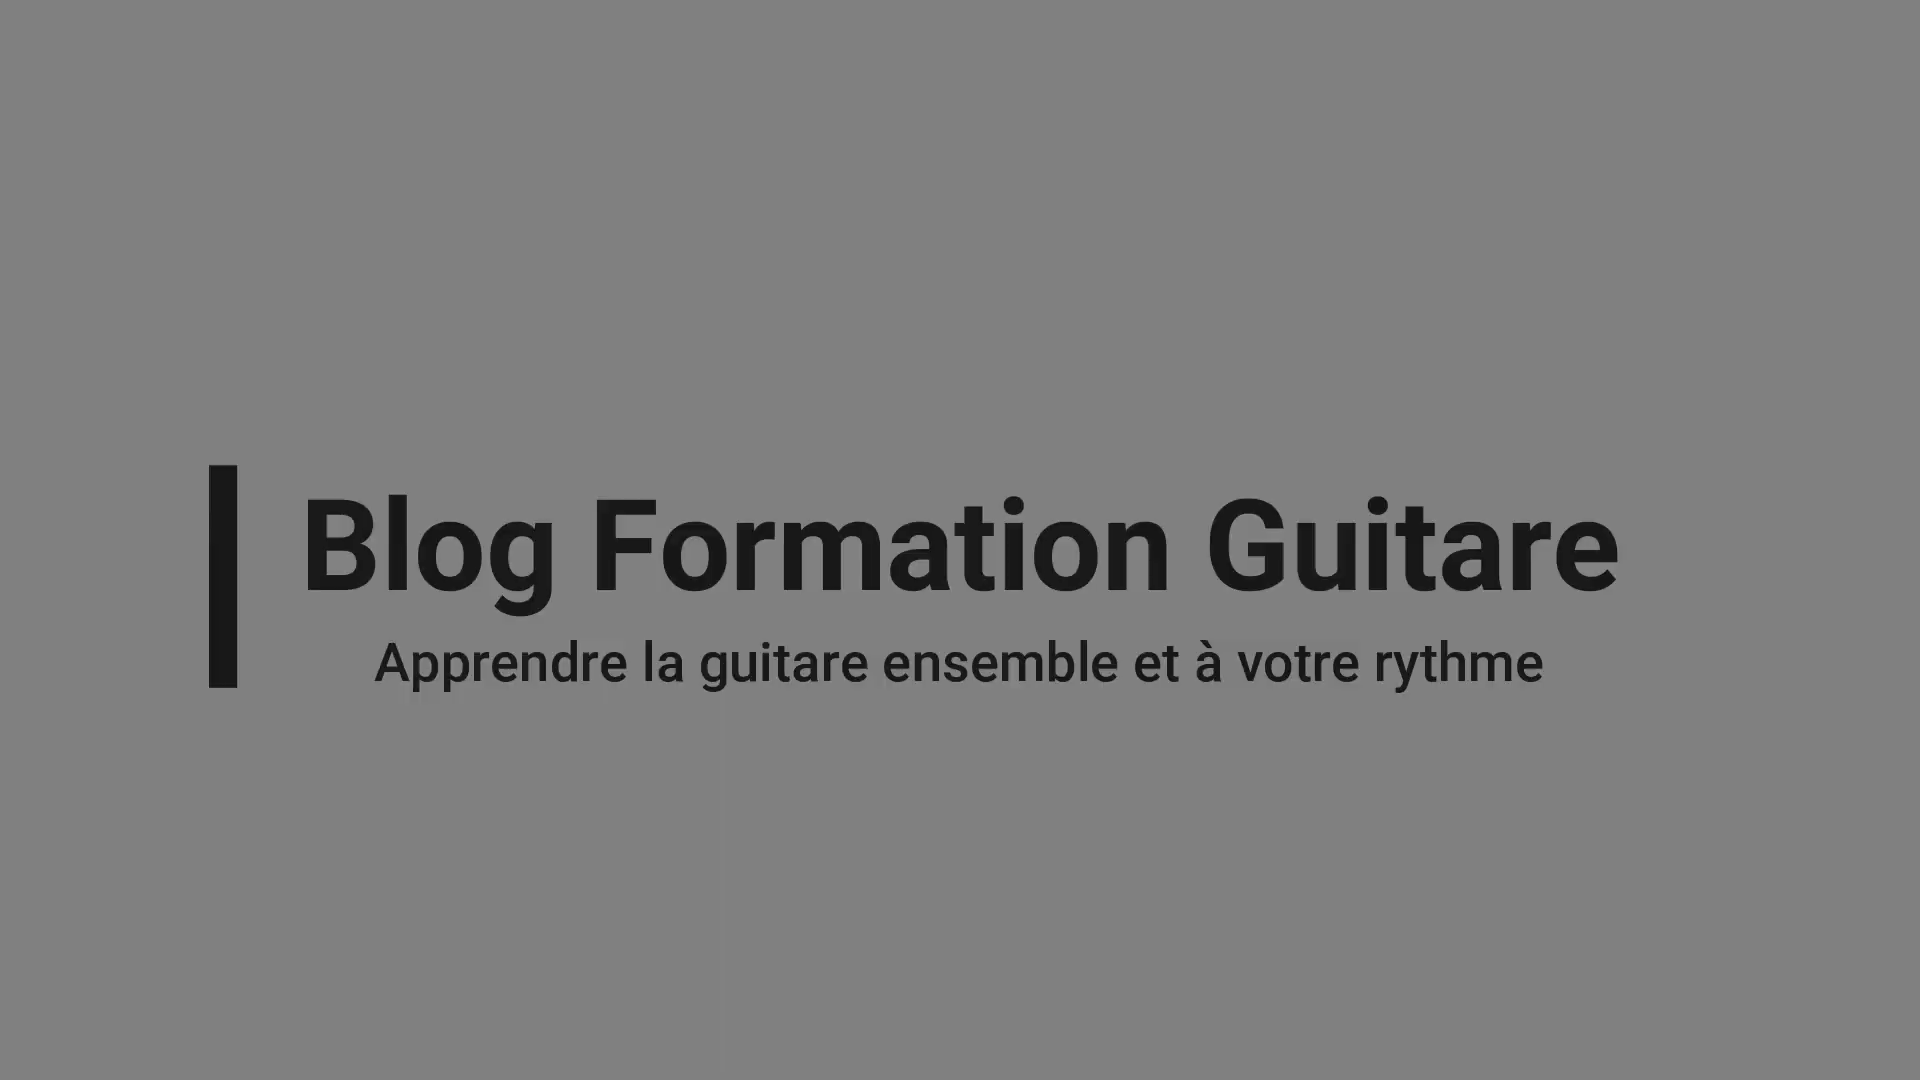 Blog Formation Guitare
Apprendre la guitare ensemble et à votre rythme